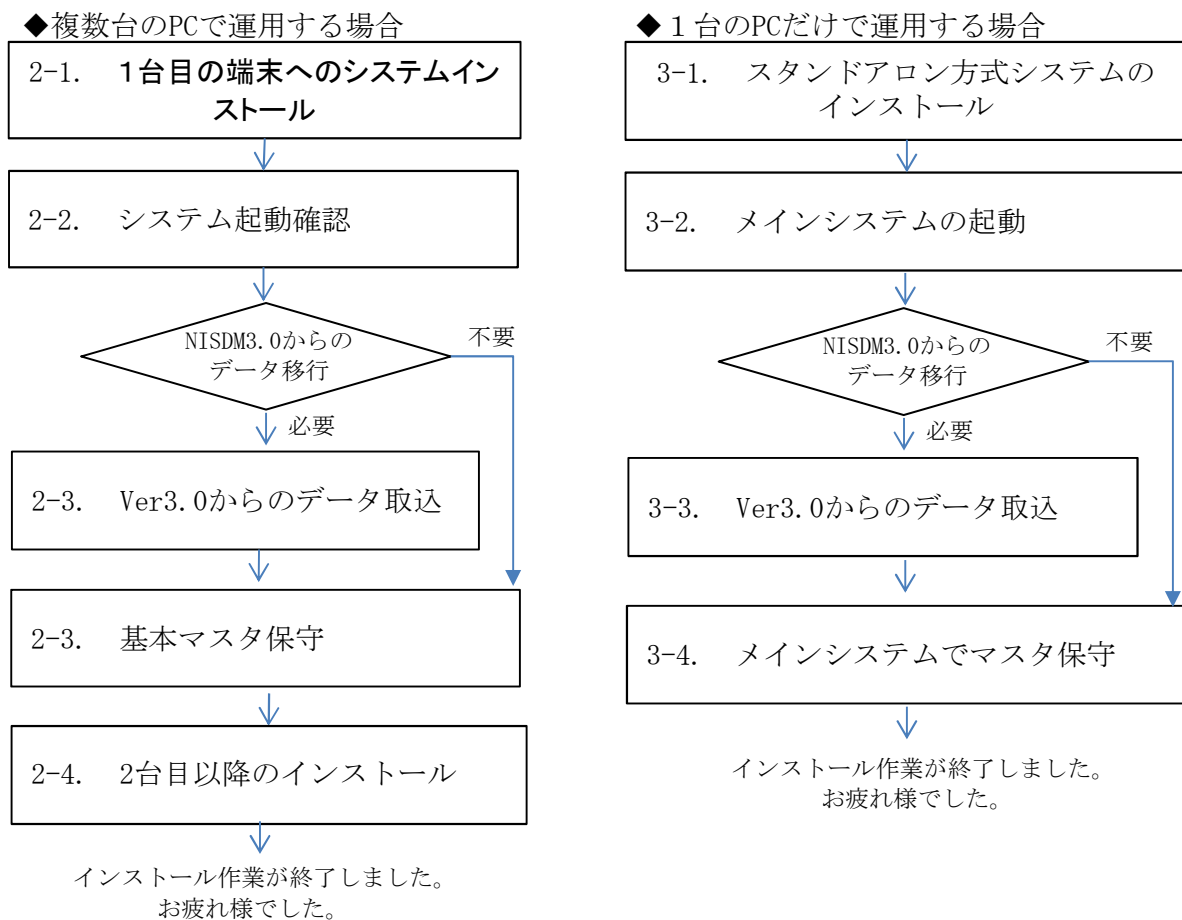 ◆複数台のPCで運用する場合
2-1. 1台目の端末へのシステムイン
ストール
2-2. システム起動確認
NISDM3.0からの
データ移行
不要
必要
2-3. Ver3.0からのデータ取込
2-3. 基本マスタ保守
2-4. 2台目以降のインストール
インストール作業が終了しました。
お疲れ様でした。
◆１台のPCだけで運用する場合
3-1. スタンドアロン方式システムの
インストール
3-2. メインシステムの起動
NISDM3.0からの
データ移行
不要
必要
3-3. Ver3.0からのデータ取込
3-4. メインシステムでマスタ保守
インストール作業が終了しました。
お疲れ様でした。